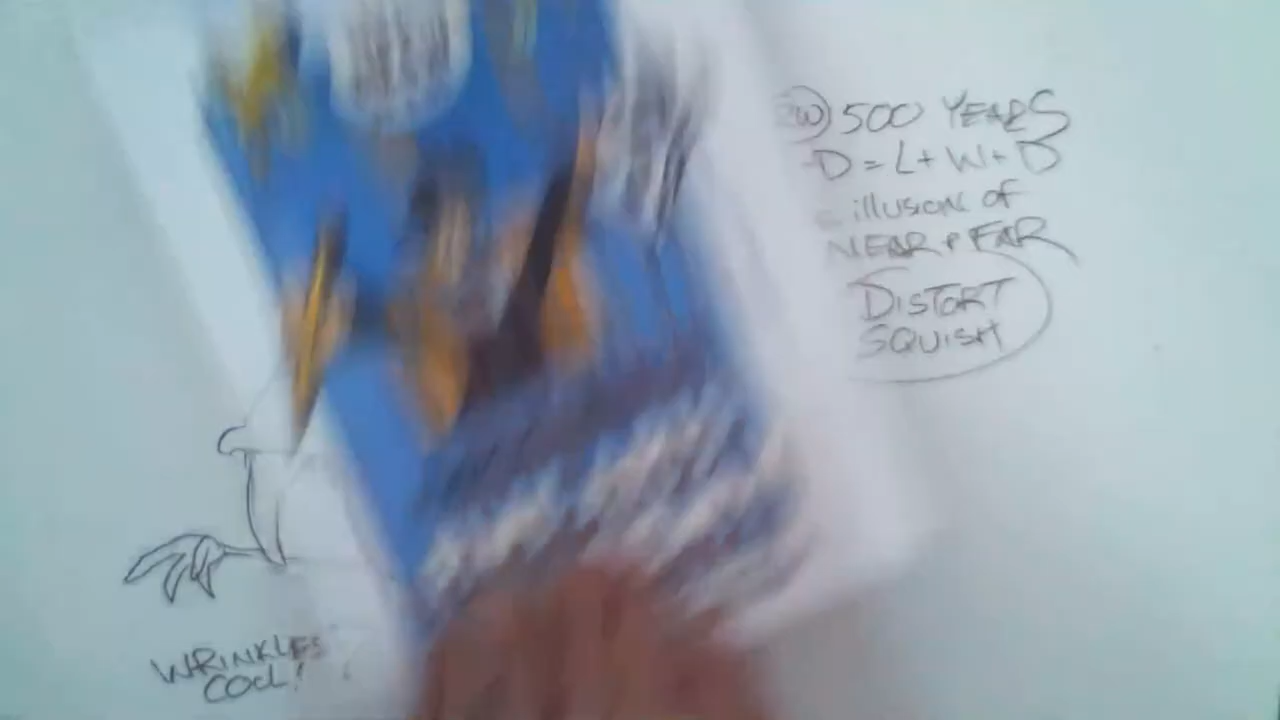 500 YEARS
D = L + W + D
illusion of
NEAR + FAR
DISTORT
SQUISH
WRINKLES
COOL!